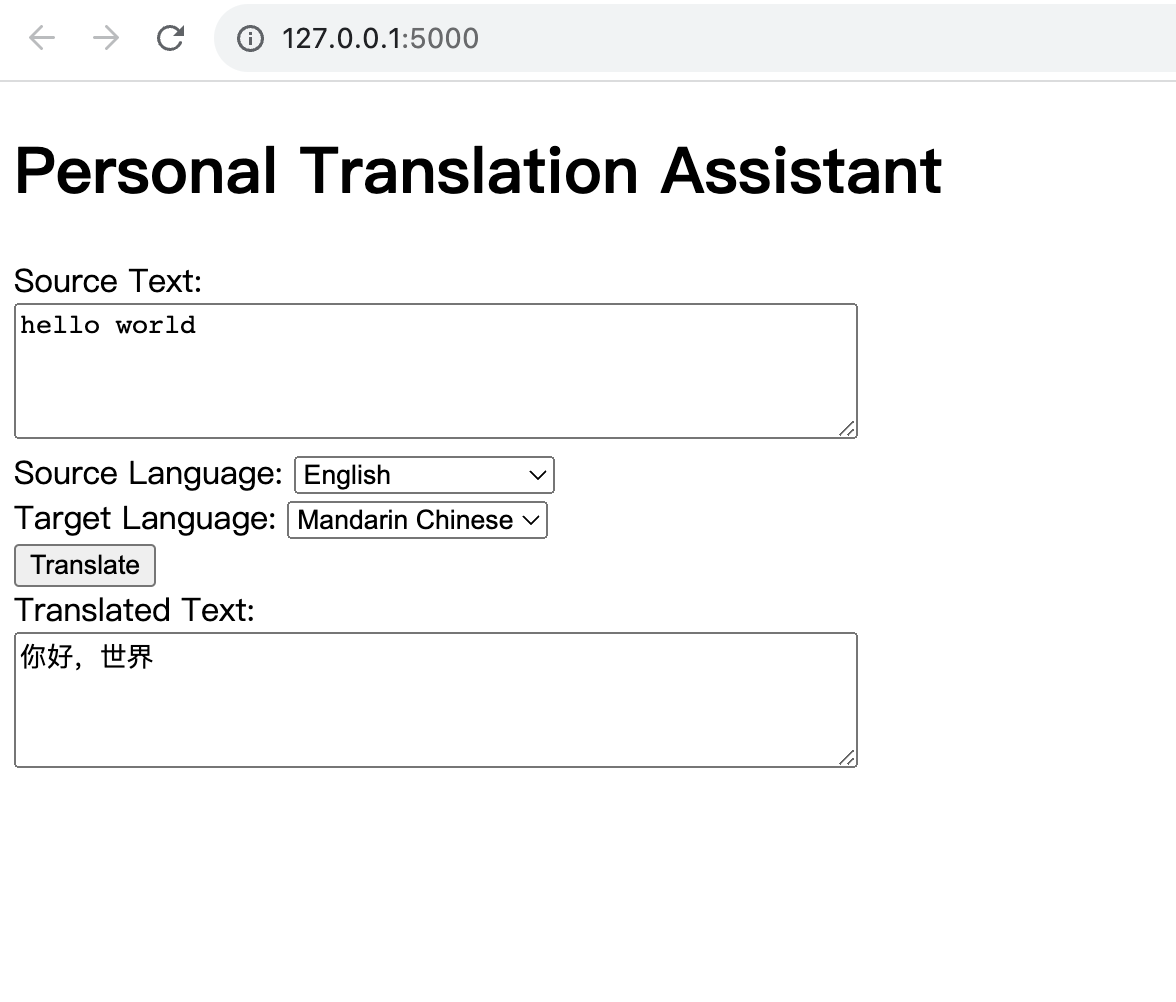 127.0.0.1:5000
Personal Translation Assistant
Source Text:
hello world
Source Language: English
Target Language: Mandarin Chinese
Translate
Translated Text:
你好，世界